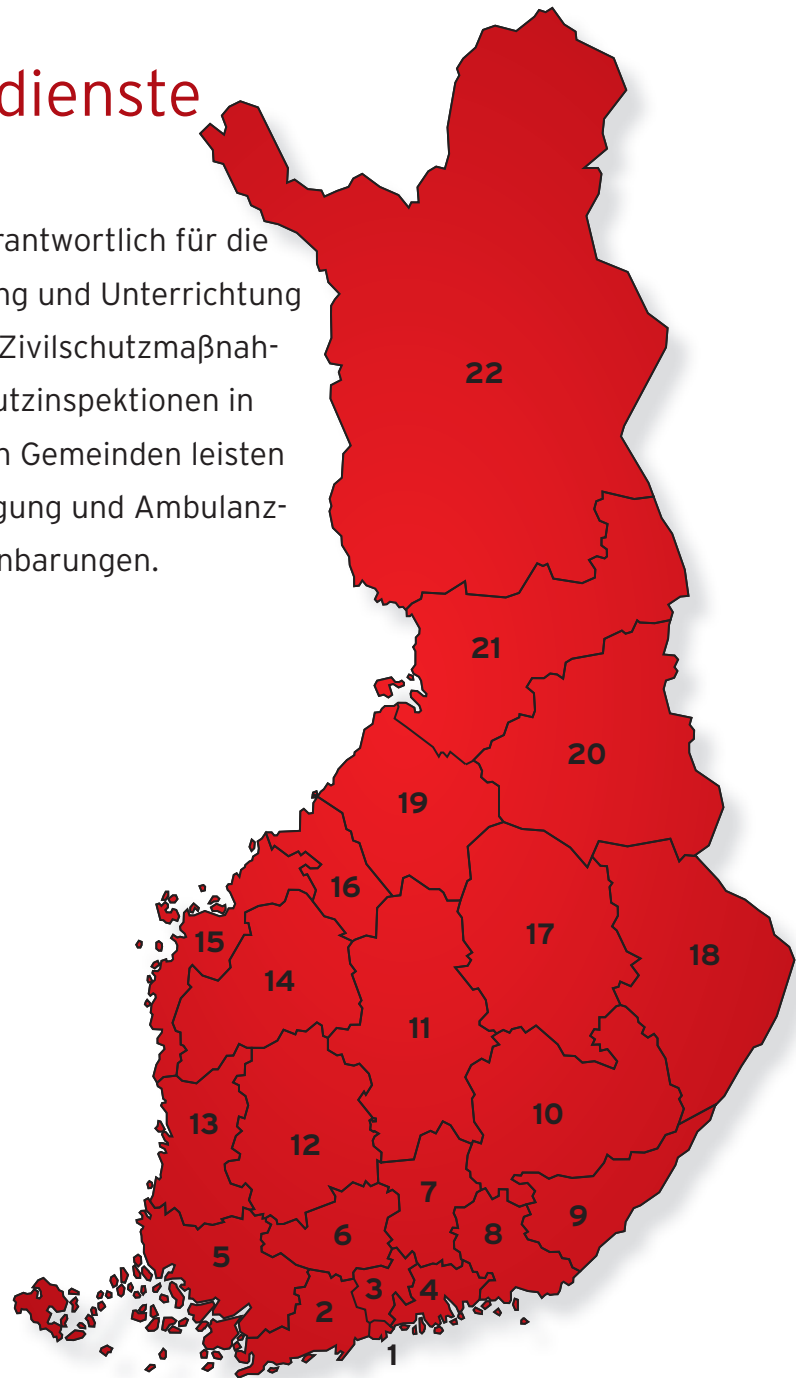 dienste
rantwortlich für die
ng und Unterrichtung
Zivilschutzmaßnah-
utzinspektionen in
n Gemeinden leisten
gung und Ambulanz-
nbarungen.
22
21
20
19
16
17
15
18
14
11
10
13
12
7
9
8
6
5
4
3
2
1